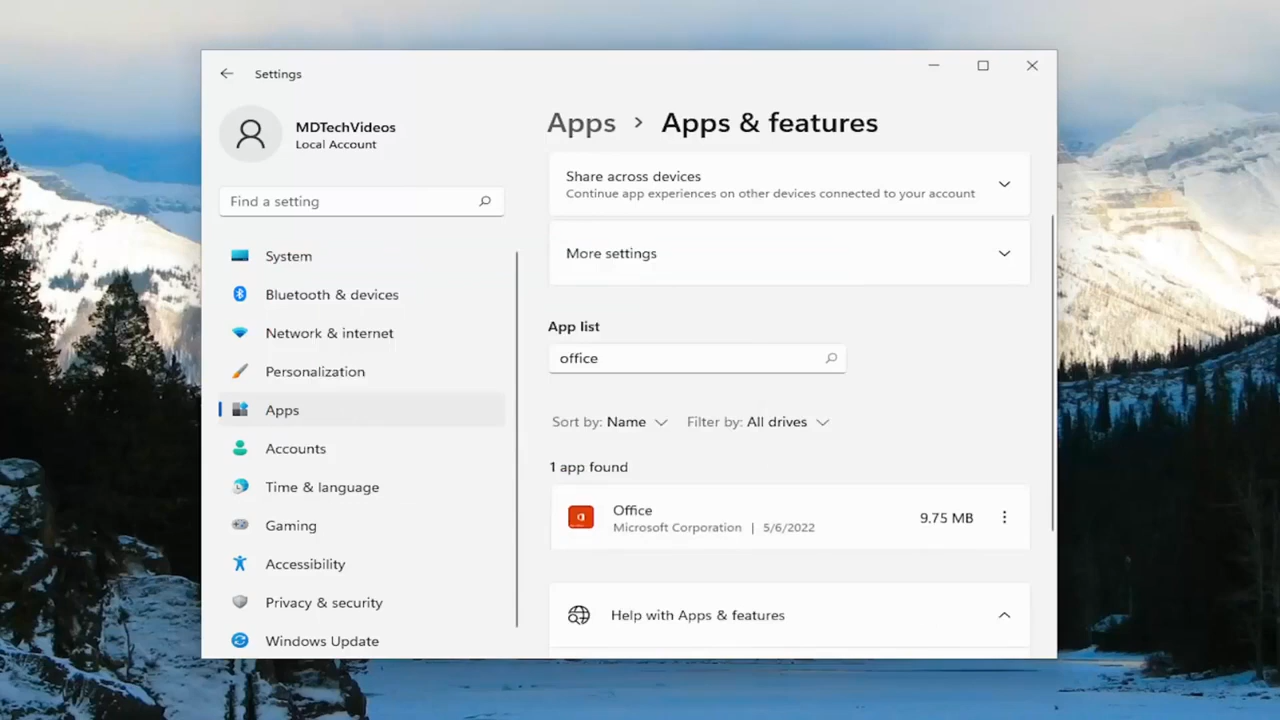 Settings
MDTechVideos
Local Account
Find a setting
System
Bluetooth & devices
Network & internet
Personalization
Apps
Accounts
Time & language
Gaming
Accessibility
Privacy & security
Windows Update
Apps > Apps & features
Share across devices
Continue app experiences on other devices connected to your account
More settings
App list
office
Sort by: Name Filter by: All drives
1 app found
Office
Microsoft Corporation | 5/6/2022
9.75 MB
Help with Apps & features